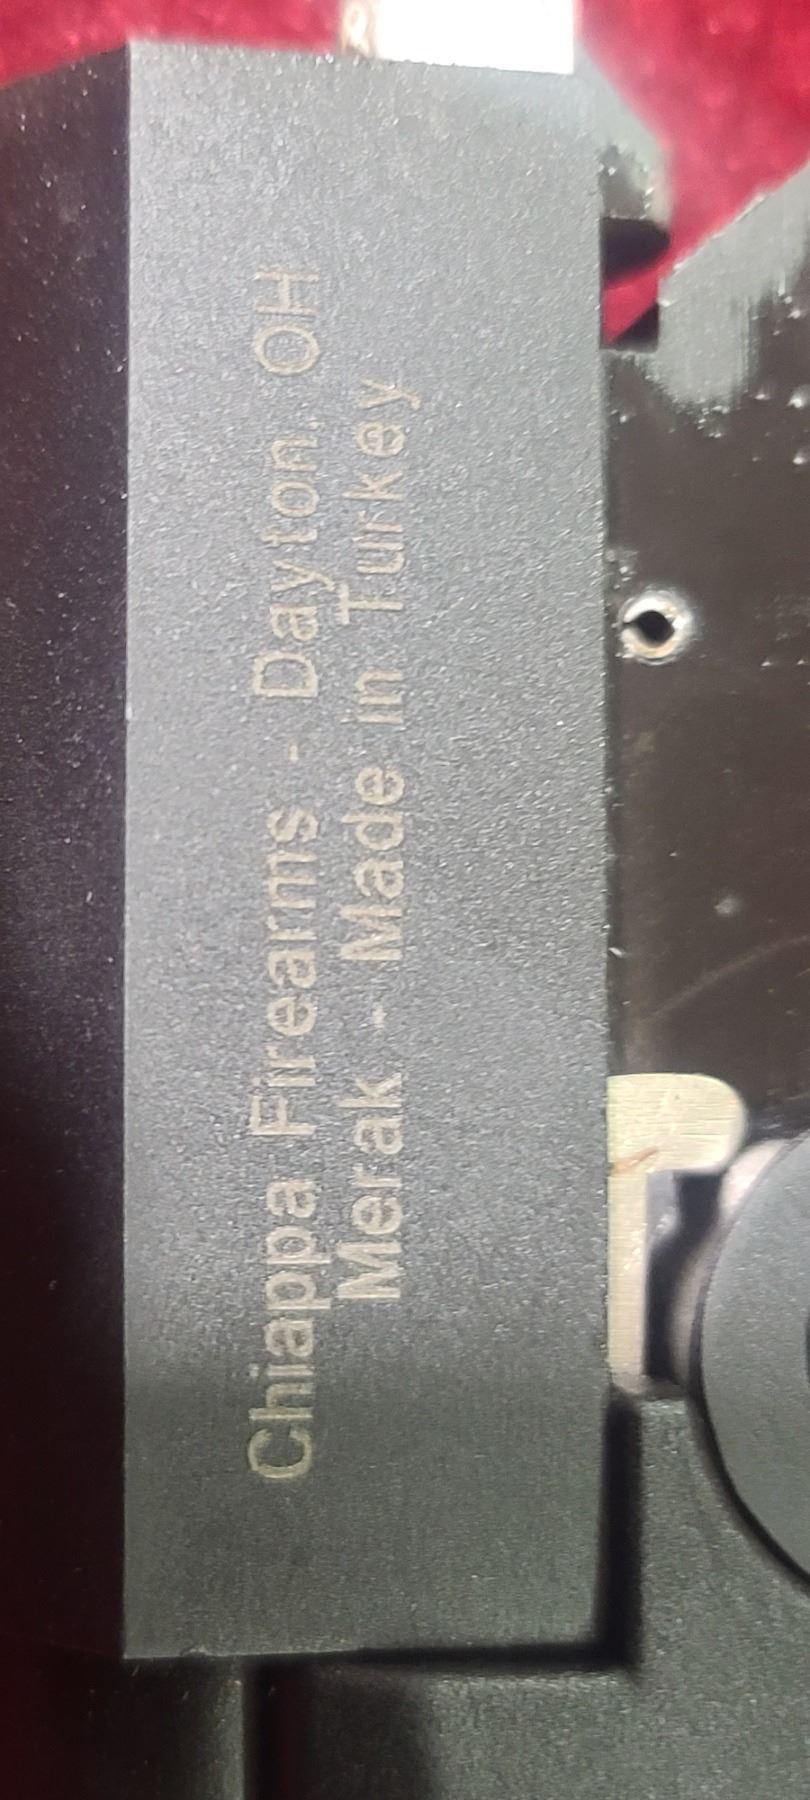 Chiappa Firearms - Dayton, OH
Merak - Made in Turkey